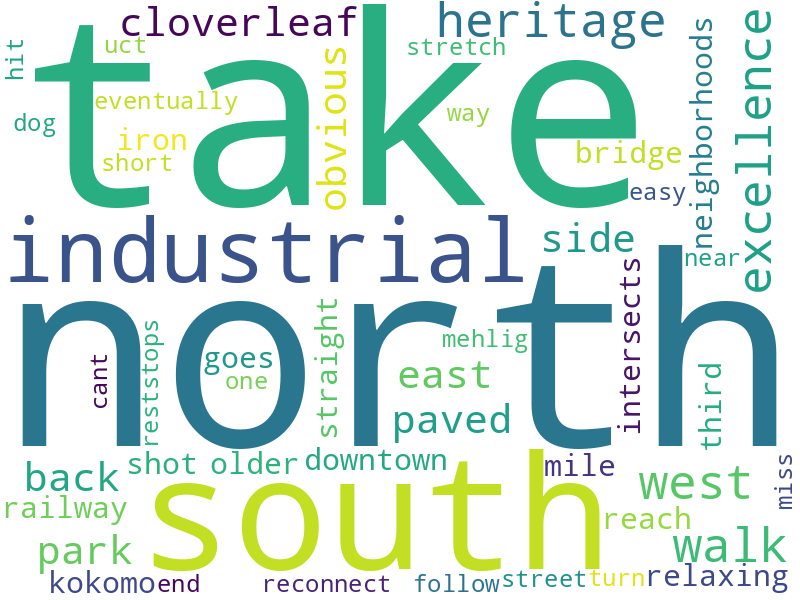 cloverleaf
heritage
hit
uct
stretch
take
obvious
neighborhoods
excellence
eventually
dog
iron
way
short
bridge
easy
industrial
side
near
intersects
north
reststops
straight
cant
goes
one
mehlig
east
third
paved
shot
older
downtown
mile
miss
back
south
west
railway
reach
park
walk
kokomo
end
reconnect
follow
street
turn
relaxing